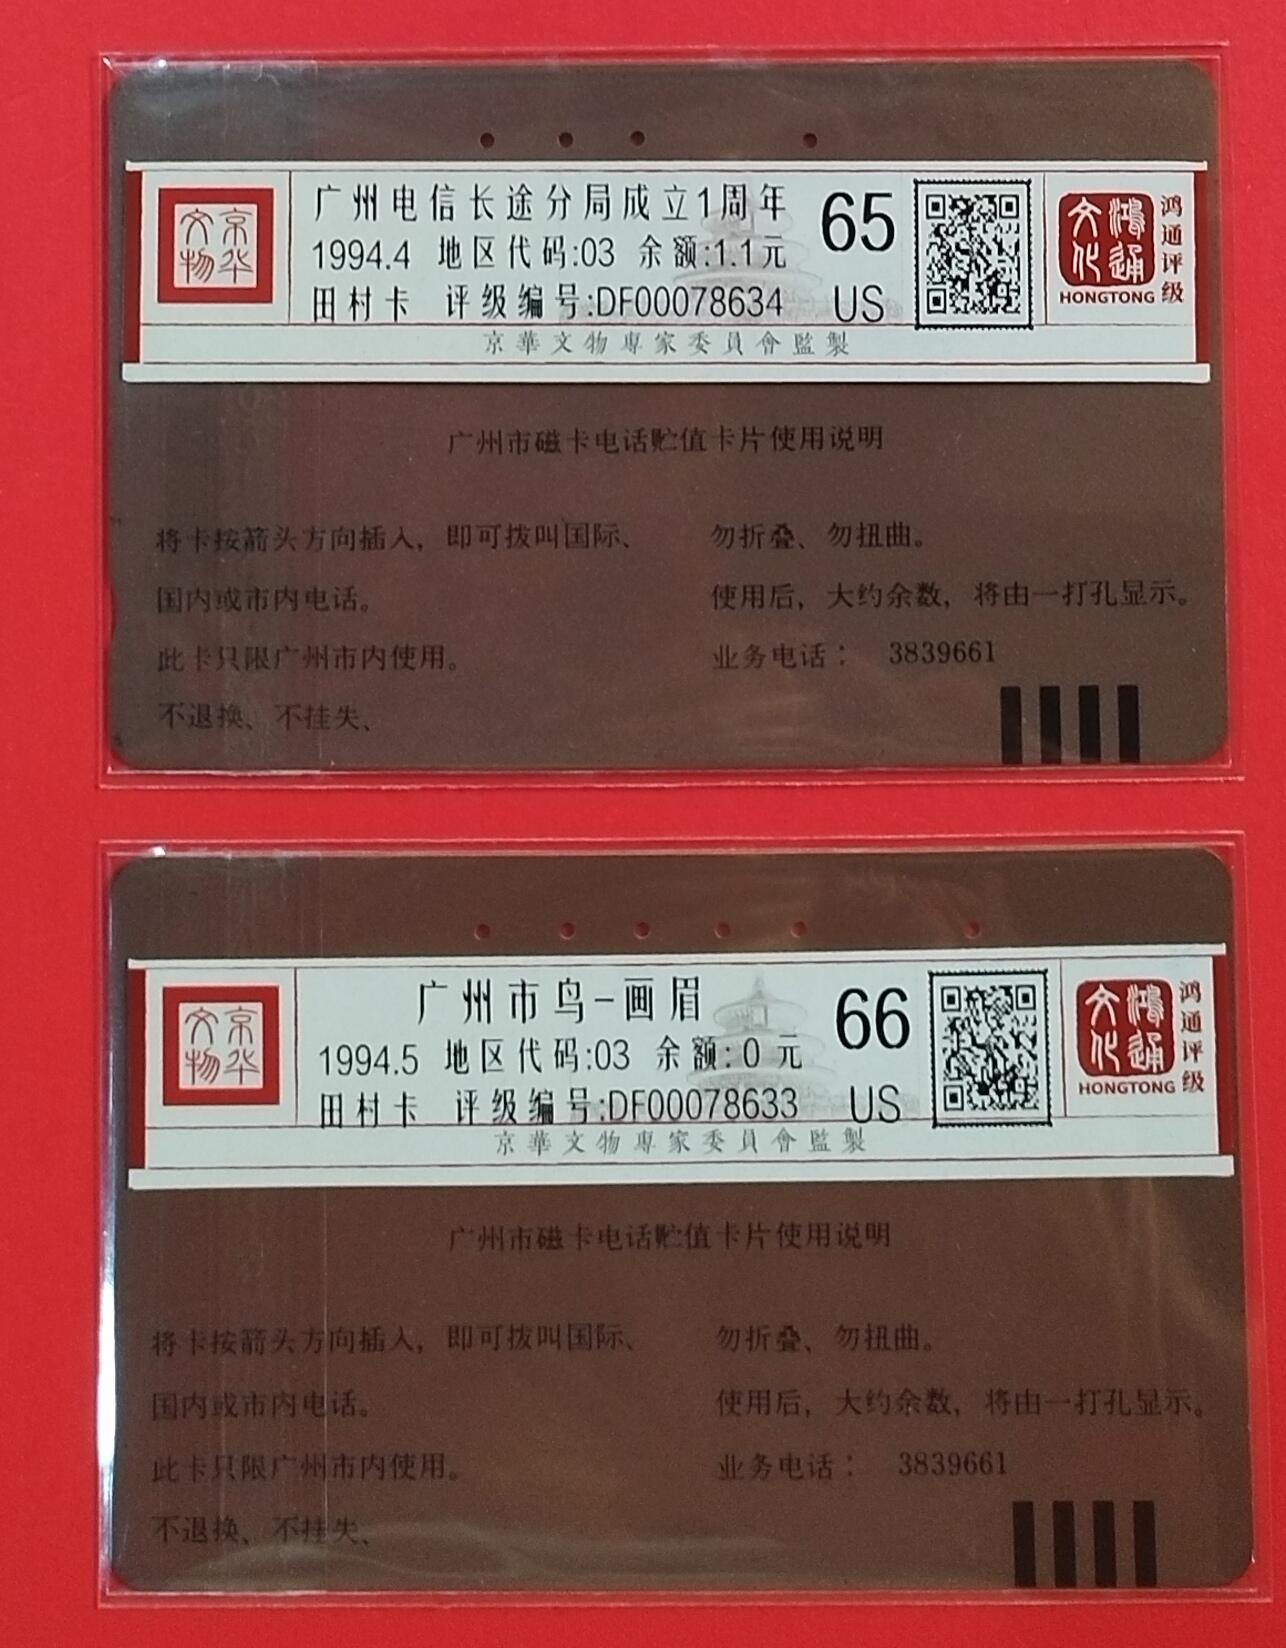 京华文物
广州电信长途分局成立1周年
1994.4 地区代码:03 余额:1.1元
田村卡 评级编号:DF00078634
65
US
鸿通文化
HONGTONG
鸿通评级
京華文物專家委員會監製
广州市磁卡电话贮值卡片使用说明
将卡按箭头方向插入，即可拨叫国际、
国内或市内电话。
此卡只限广州市内使用。
不退换、不挂失、
勿折叠、勿扭曲。
使用后，大约余数，将由一打孔显示。
业务电话： 3839661
京华文物
广州市鸟-画眉
1994.5 地区代码:03 余额:0元
田村卡 评级编号:DF00078633
66
US
鸿通文化
HONGTONG
鸿通评级
京華文物專家委員會監製
广州市磁卡电话贮值卡片使用说明
将卡按箭头方向插入，即可拨叫国际、
国内或市内电话。
此卡只限广州市内使用。
不退换、不挂失、
勿折叠、勿扭曲。
使用后，大约余数，将由一打孔显示。
业务电话： 3839661